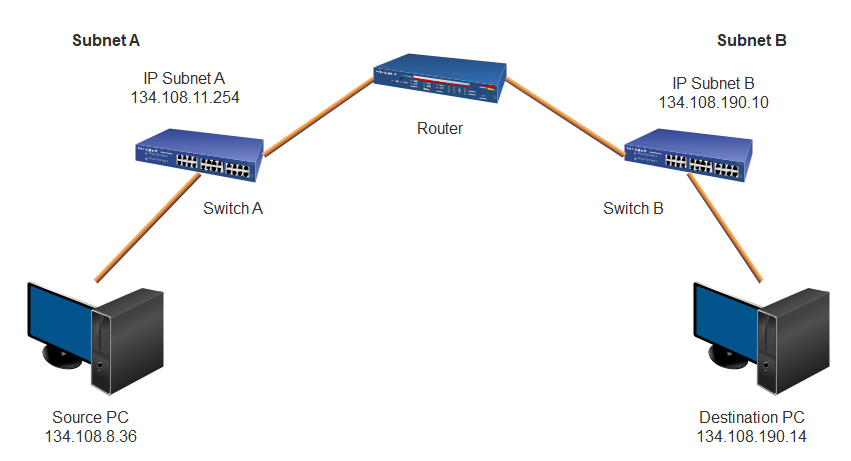 Subnet A
Subnet B
IP Subnet A
134.108.11.254
IP Subnet B
134.108.190.10
Router
Switch A
Switch B
Source PC
134.108.8.36
Destination PC
134.108.190.14